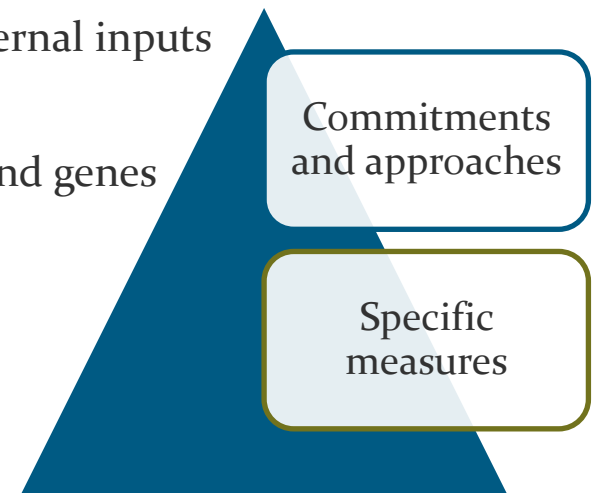 ernal inputs
Commitments
and approaches
nd genes
Specific
measures